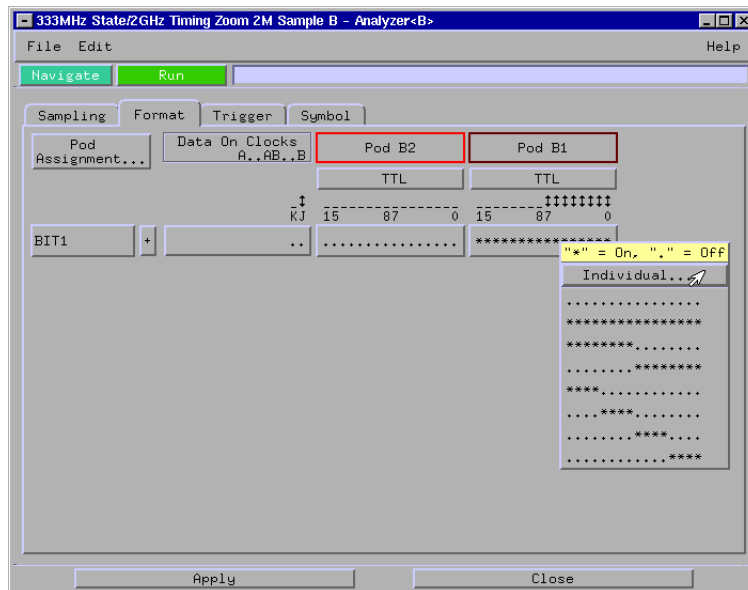 333MHz State/2GHz Timing Zoom 2M Sample B - Analyzer<B>
File Edit Help
Navigate Run
Sampling Format Trigger Symbol
Pod Assignment... Data On Clocks A..AB..B Pod B2 Pod B1
TTL TTL
KJ 15 87 0 15 87 0
BIT1 + .. ................ ****************
"*" = On, "." = Off
Individual...
................
****************
********........
........********
****............
....****........
........****....
............****
Apply Close